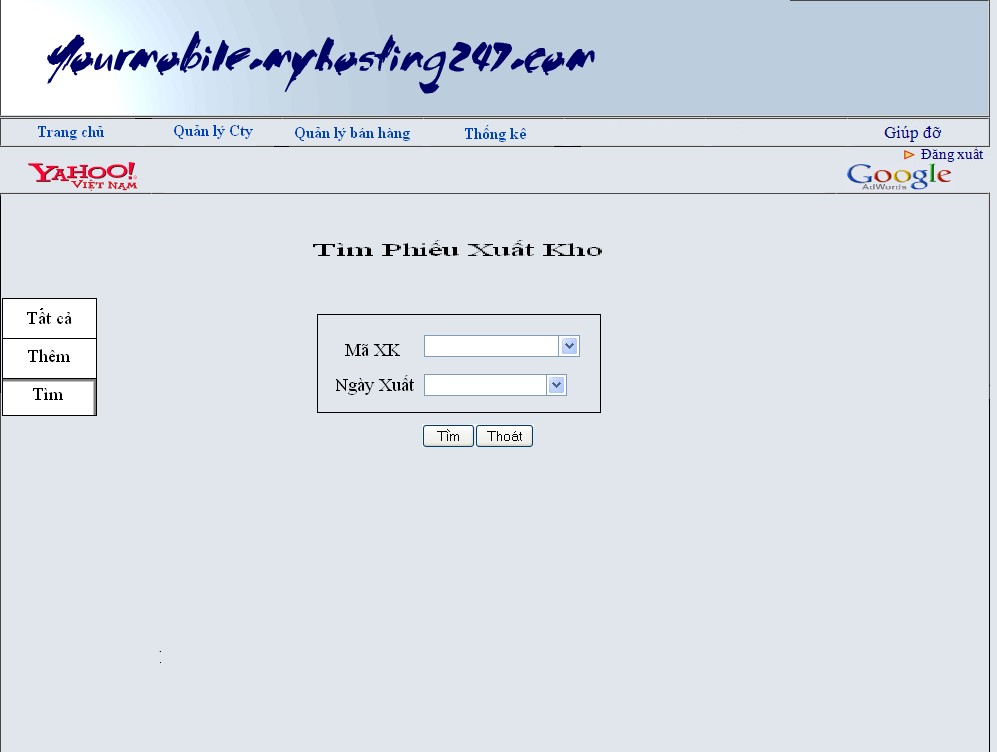 Yourmobile.myhosting247.com
Trang chủ Quản lý Cty Quản lý bán hàng Thống kê Giúp đỡ
Đăng xuất
YAHOO!
VIỆT NAM
Google
AdWords
Tìm Phiếu Xuất Kho
Tất cả
Thêm
Tìm
Mã XK
Ngày Xuất
Tìm Thoát